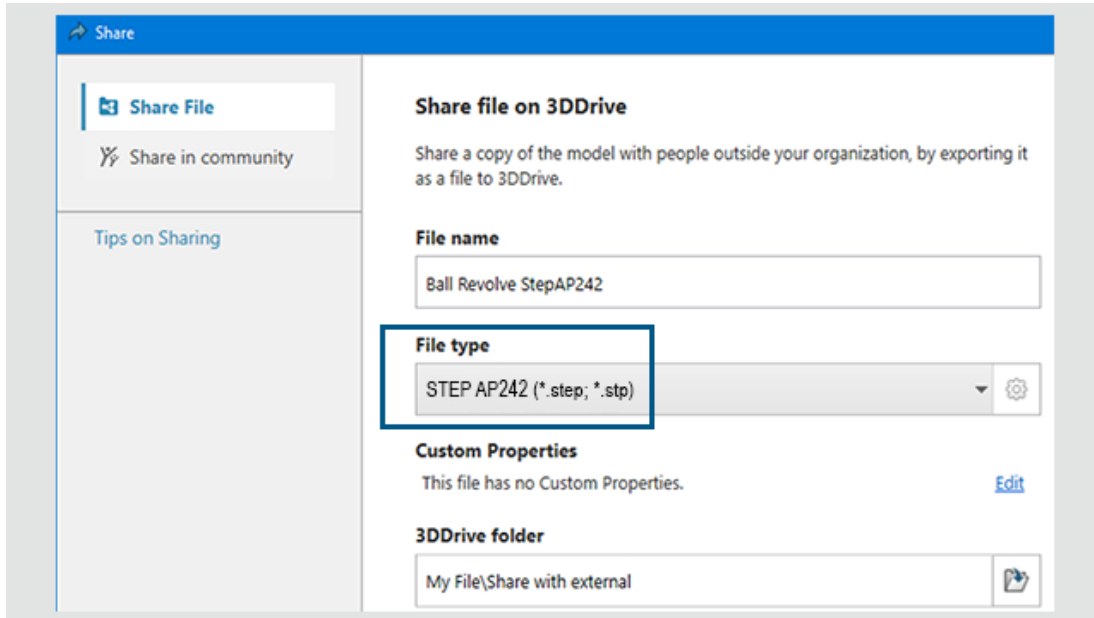 Share
Share File
Share in community
Tips on Sharing
Share file on 3DDrive
Share a copy of the model with people outside your organization, by exporting it
as a file to 3DDrive.
File name
Ball Revolve StepAP242
File type
STEP AP242 (*.step; *.stp)
Custom Properties
This file has no Custom Properties.
Edit
3DDrive folder
My File\Share with external